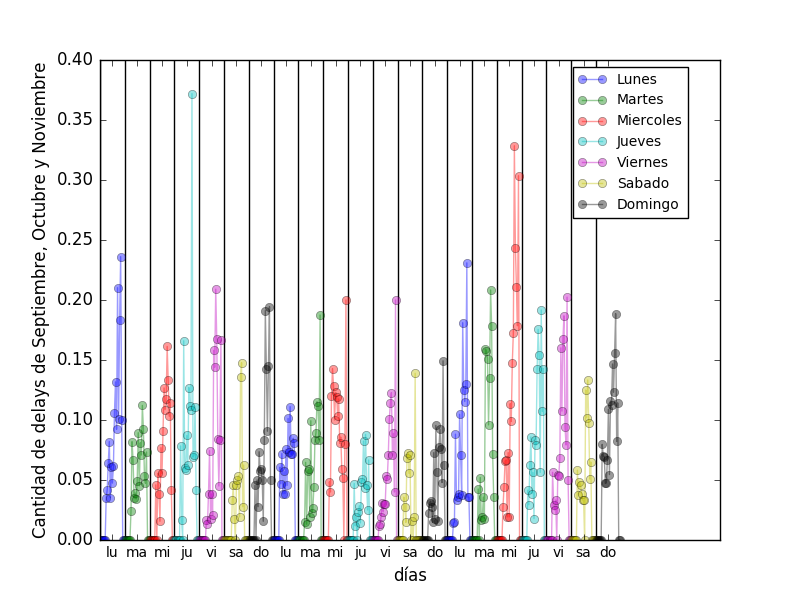 Cantidad de delays de Septiembre, Octubre y Noviembre
0.40
0.35
0.30
0.25
0.20
0.15
0.10
0.05
0.00
Lunes
Martes
Miercoles
Jueves
Viernes
Sabado
Domingo
lu ma mi ju vi sa do lu ma mi ju vi sa do lu ma mi ju vi sa do
días